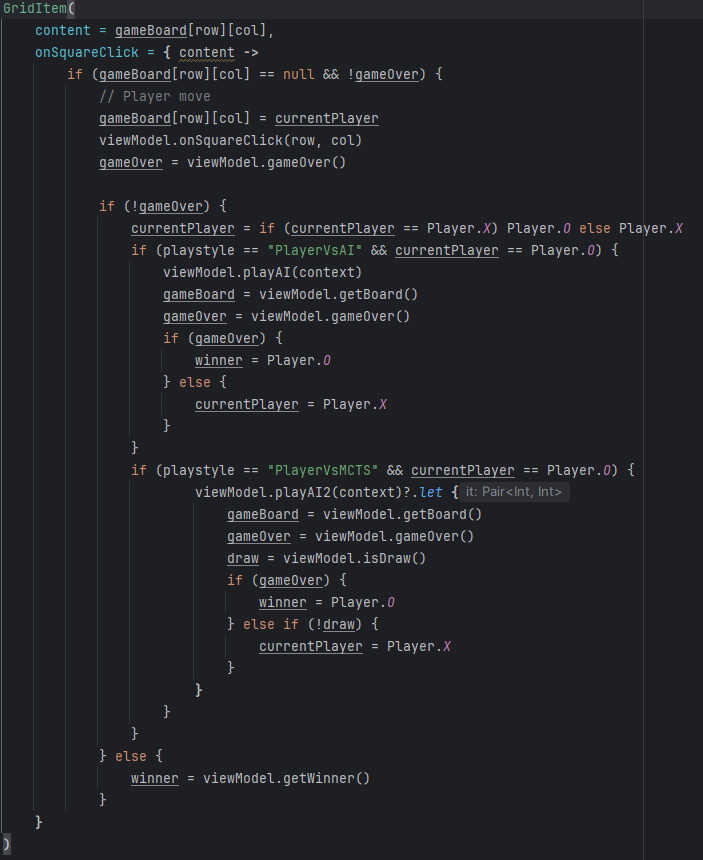 GridItem(
    content = gameBoard[row][col],
    onSquareClick = { content ->
        if (gameBoard[row][col] == null && !gameOver) {
            // Player move
            gameBoard[row][col] = currentPlayer
            viewModel.onSquareClick(row, col)
            gameOver = viewModel.gameOver()

            if (!gameOver) {
                currentPlayer = if (currentPlayer == Player.X) Player.O else Player.X
                if (playstyle == "PlayerVsAI" && currentPlayer == Player.O) {
                    viewModel.playAI(context)
                    gameBoard = viewModel.getBoard()
                    gameOver = viewModel.gameOver()
                    if (gameOver) {
                        winner = Player.O
                    } else {
                        currentPlayer = Player.X
                    }
                }
                if (playstyle == "PlayerVsMCTS" && currentPlayer == Player.O) {
                        viewModel.playAI2(context)?.let { it: Pair<Int, Int>
                            gameBoard = viewModel.getBoard()
                            gameOver = viewModel.gameOver()
                            draw = viewModel.isDraw()
                            if (gameOver) {
                                winner = Player.O
                            } else if (!draw) {
                                currentPlayer = Player.X
                            }
                        }
                    }
                }
            } else {
                winner = viewModel.getWinner()
            }
    }
)